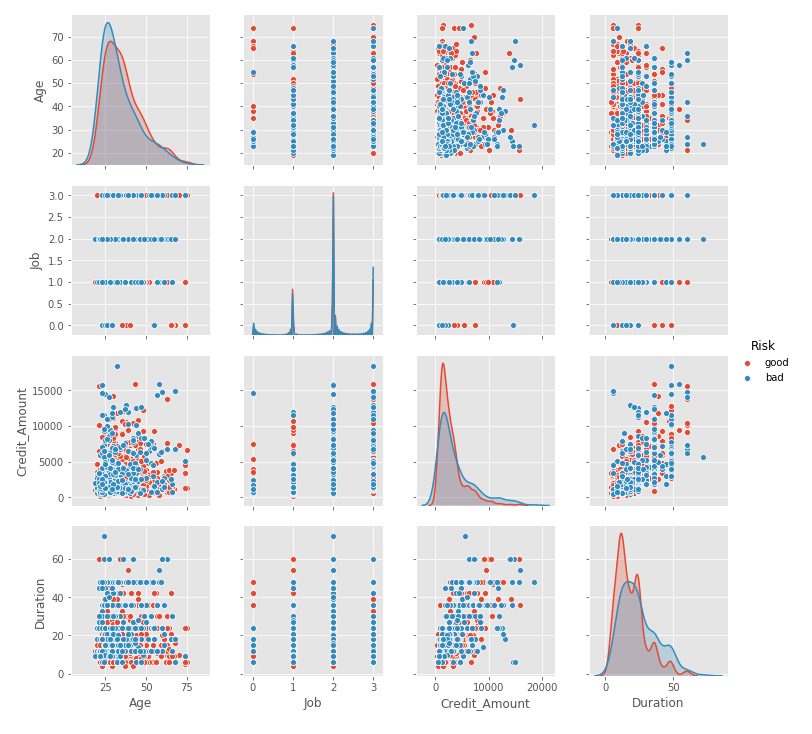 70
60
50
40
30
20
Age
3.0
2.5
2.0
1.5
1.0
0.5
0.0
Job
15000
10000
5000
0
Credit_Amount
60
40
20
0
Duration
25 50 75
Age
0 1 2 3
Job
0 10000 20000
Credit_Amount
0 50
Duration
Risk
good
bad